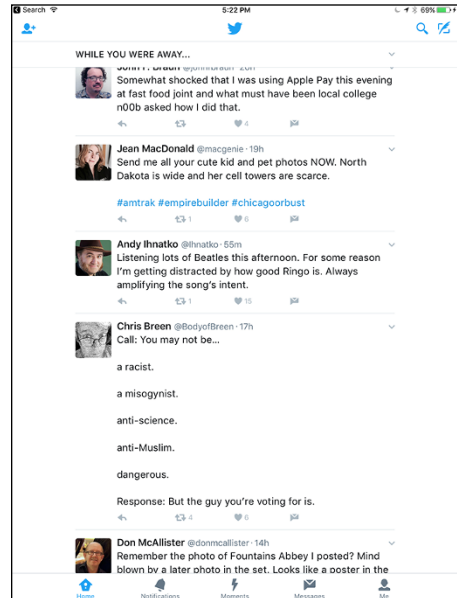 Search 5:22 PM 69%
WHILE YOU WERE AWAY...
John F. Braun @johnfbraun · 20h
Somewhat shocked that I was using Apple Pay this evening
at fast food joint and what must have been local college
n00b asked how I did that.
4
Jean MacDonald @macgenie · 19h
Send me all your cute kid and pet photos NOW. North
Dakota is wide and her cell towers are scarce.
#amtrak #empirebuilder #chicagoorbust
1 6
Andy Ihnatko @Ihnatko · 55m
Listening lots of Beatles this afternoon. For some reason
I'm getting distracted by how good Ringo is. Always
amplifying the song's intent.
1 15
Chris Breen @BodyofBreen · 17h
Call: You may not be...
a racist.
a misogynist.
anti-science.
anti-Muslim.
dangerous.
Response: But the guy you're voting for is.
4 6
Don McAllister @donmcallister · 14h
Remember the photo of Fountains Abbey I posted? Mind
blown by a later photo in the set. Looks like a poster in the
Home Notifications Moments Messages Me